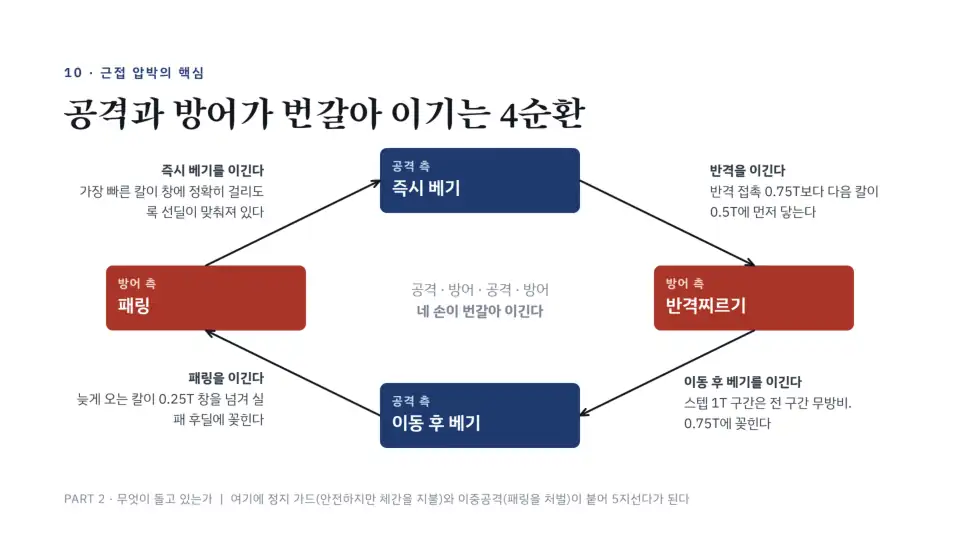 10 · 근접 압박의 핵심
공격과 방어가 번갈아 이기는 4순환
즉시 베기를 이긴다
가장 빠른 칼이 창에 정확히 걸리도
록 선딜이 맞춰져 있다
공격 측
즉시 베기
반격을 이긴다
반격 접촉 0.75T보다 다음 칼이
0.5T에 먼저 닿는다
방어 측
패링
공격 · 방어 · 공격 · 방어
네 손이 번갈아 이긴다
방어 측
반격찌르기
패링을 이긴다
늦게 오는 칼이 0.25T 창을 넘겨 실
패 후딜에 꽂힌다
공격 측
이동 후 베기
이동 후 베기를 이긴다
스텝 1T 구간은 전 구간 무방비.
0.75T에 꽂힌다
PART 2 · 무엇이 돌고 있는가 | 여기에 정지 가드(안전하지만 체간을 지불)와 이중공격(패링을 처벌)이 붙어 5지선다가 된다